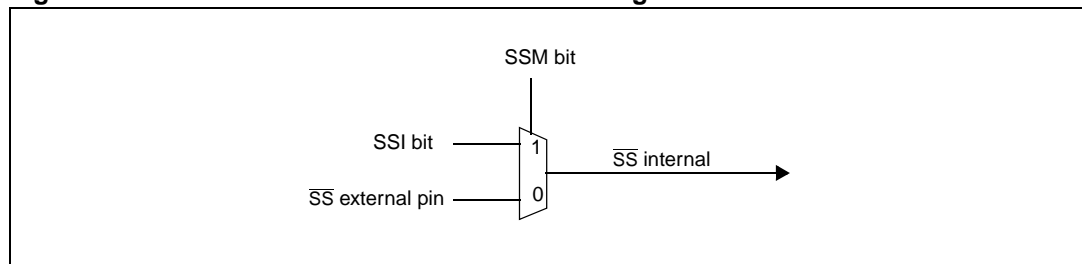 SSM bit
SSI bit
1
SS internal
SS external pin
0